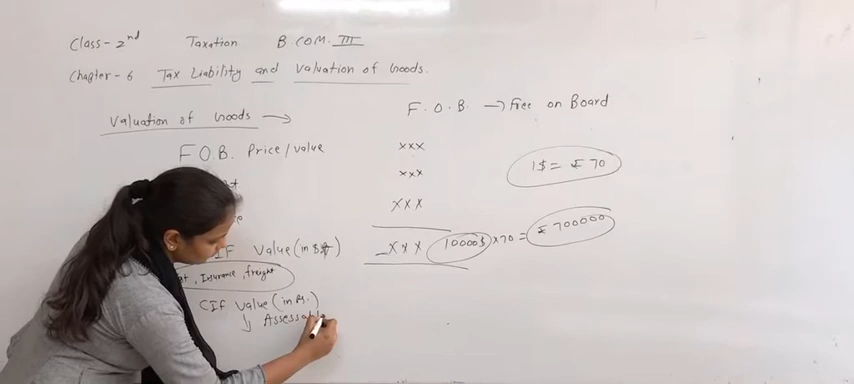 Class-2nd Taxation B.COM. III
Chapter-6 Tax Liability and Valuation of Goods.
Valuation of Goods →
F.O.B. → Free on Board
F.O.B. Price/Value xxx
xxx
1$ = ₹ 70
xxx
CIF Value (in $) xxx 10000$ x70 = ₹ 700000
Insurance, freight
CIF Value (in Rs.)
↓ Assessable